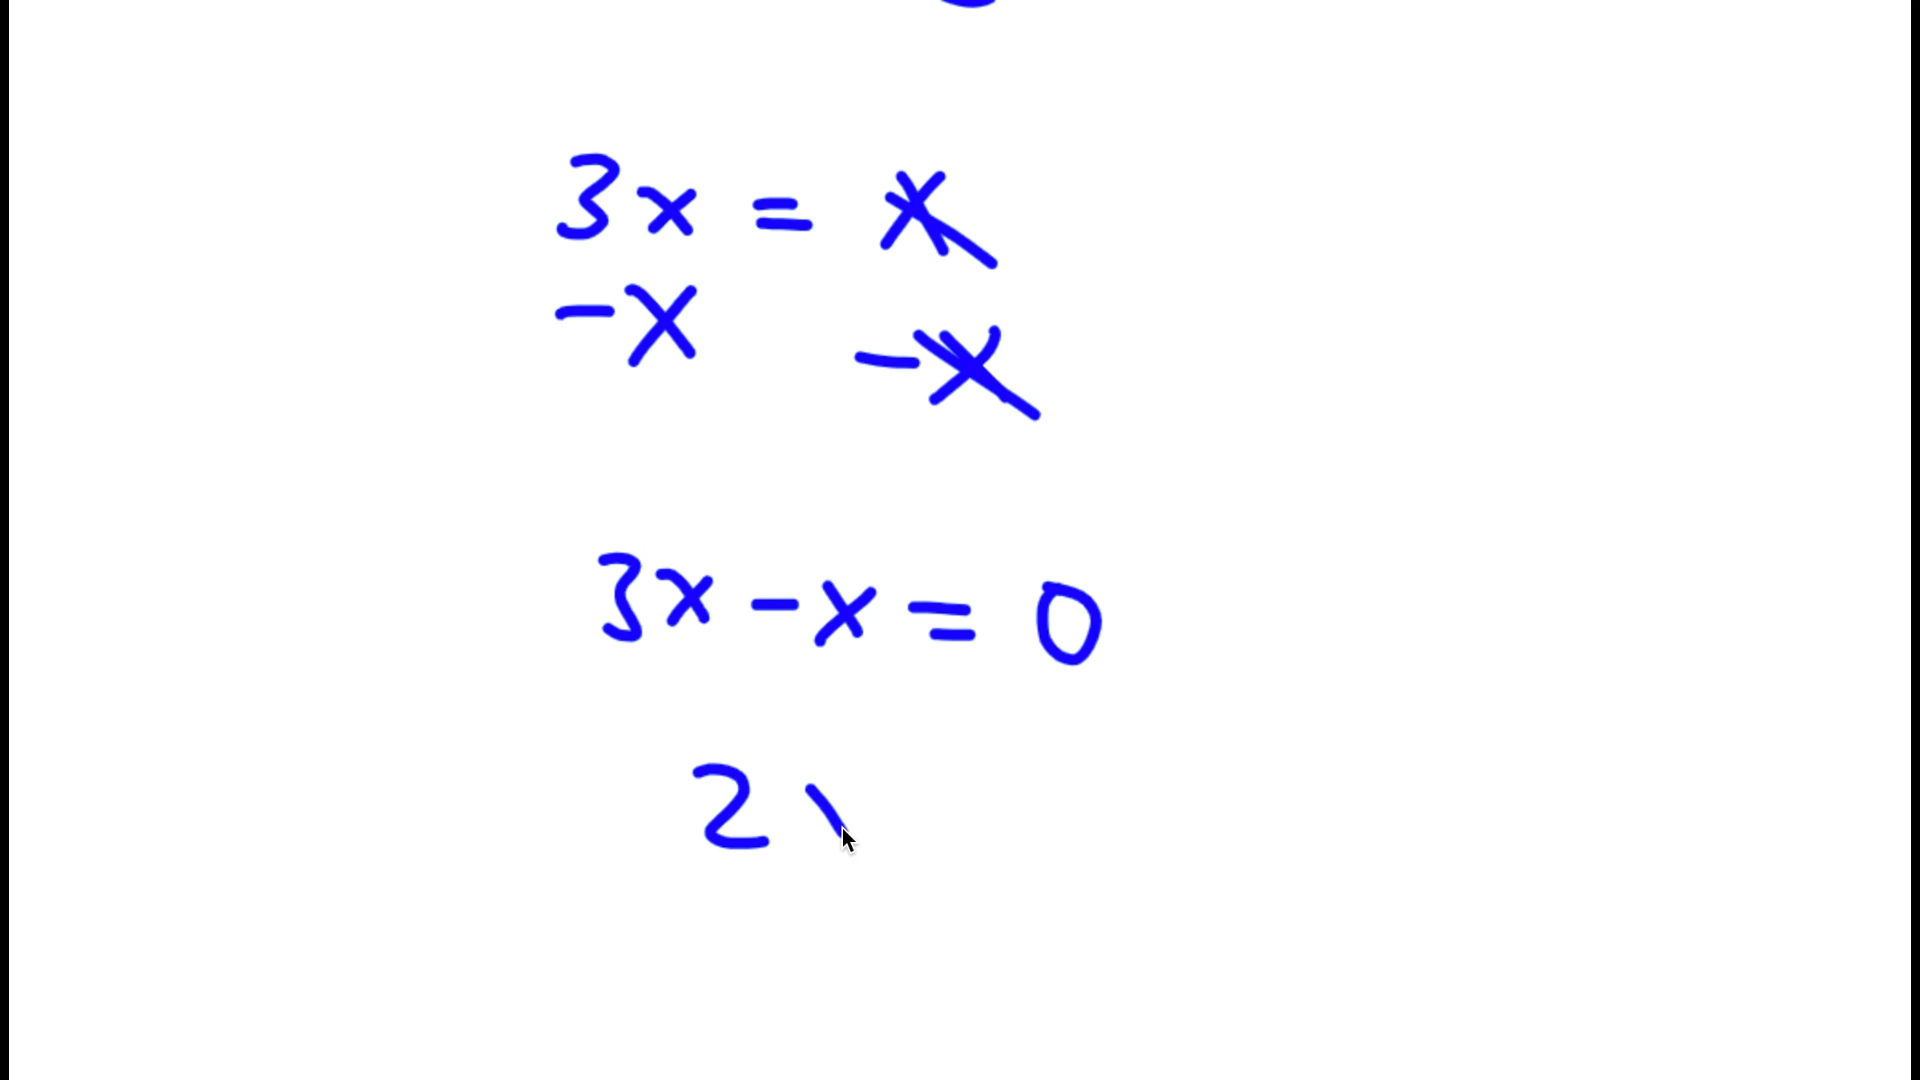 3x = x
-x -x
3x - x = 0
2